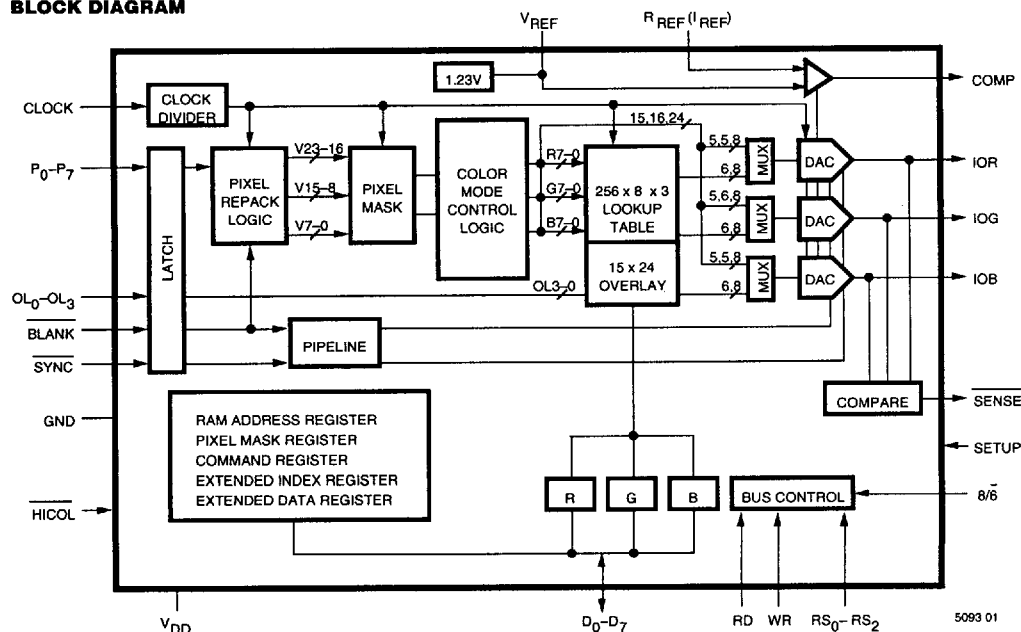 BLOCK DIAGRAM
V_REF
R_REF(I_REF)
1.23V
COMP
CLOCK
CLOCK DIVIDER
15,16,24
P0–P7
LATCH
PIXEL REPACK LOGIC
V23–16
V15–8
V7–0
PIXEL MASK
COLOR MODE CONTROL LOGIC
R7–0
G7–0
B7–0
256 x 8 x 3 LOOKUP TABLE
15 x 24 OVERLAY
5,5,8
6,8
MUX
DAC
IOR
5,6,8
6,8
MUX
DAC
IOG
5,5,8
6,8
MUX
DAC
IOB
OL0–OL3
OL3–0
BLANK
SYNC
PIPELINE
COMPARE
SENSE
GND
RAM ADDRESS REGISTER
PIXEL MASK REGISTER
COMMAND REGISTER
EXTENDED INDEX REGISTER
EXTENDED DATA REGISTER
SETUP
HICOL
R
G
B
BUS CONTROL
8/6
V_DD
D0–D7
RD
WR
RS0–RS2
5093 01